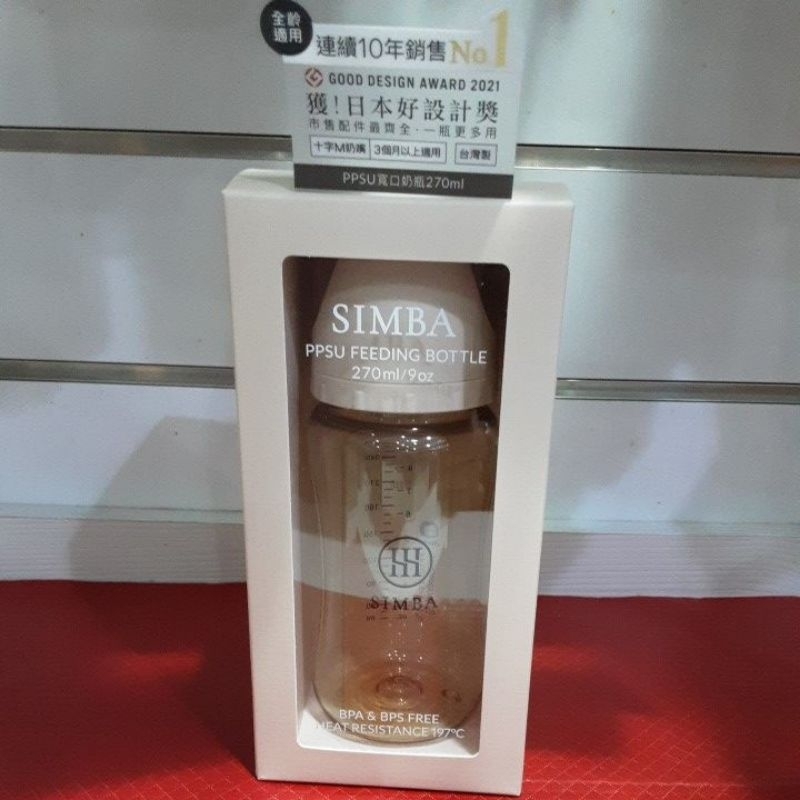 全齡
適用
連續10年銷售No.1
GOOD DESIGN AWARD 2021
獲!日本好設計獎
市售配件最齊全·一瓶更多用
十字M奶嘴 3個月以上適用 台灣製
PPSU寬口奶瓶270ml
SIMBA
PPSU FEEDING BOTTLE
270ml/9oz
SIMBA
BPA & BPS FREE
HEAT RESISTANCE 197°C